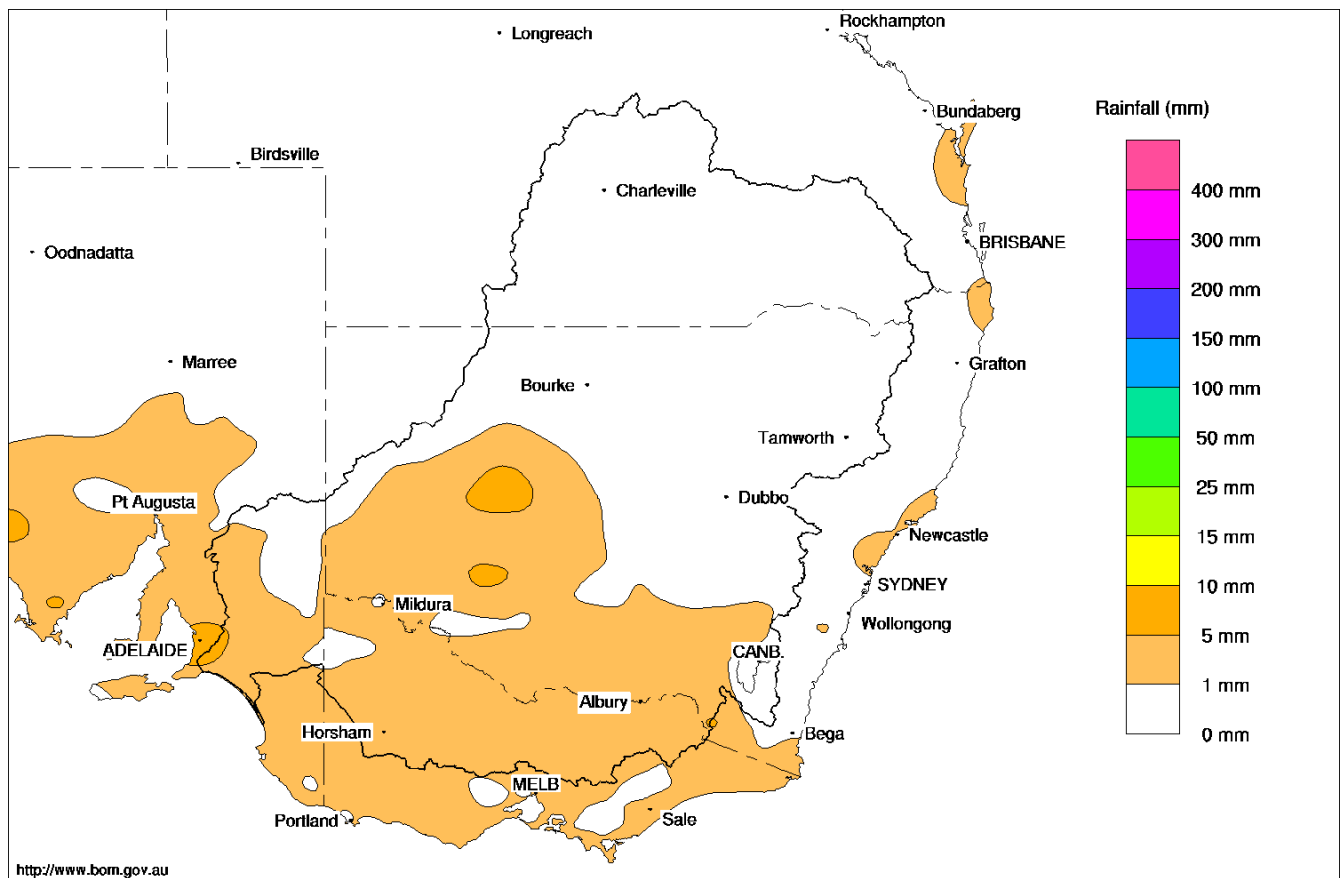 Rockhampton
Longreach
Bundaberg
Rainfall (mm)
Birdsville
Charleville
400 mm
300 mm
BRISBANE
Oodnadatta
200 mm
150 mm
Marree
Grafton
Bourke
100 mm
Tamworth
50 mm
25 mm
Pt Augusta
Dubbo
Newcastle
15 mm
SYDNEY
10 mm
Mildura
Wollongong
5 mm
ADELAIDE
CANB.
1 mm
Albury
Horsham
Bega
0 mm
MELB
Portland
Sale
http://www.bom.gov.au